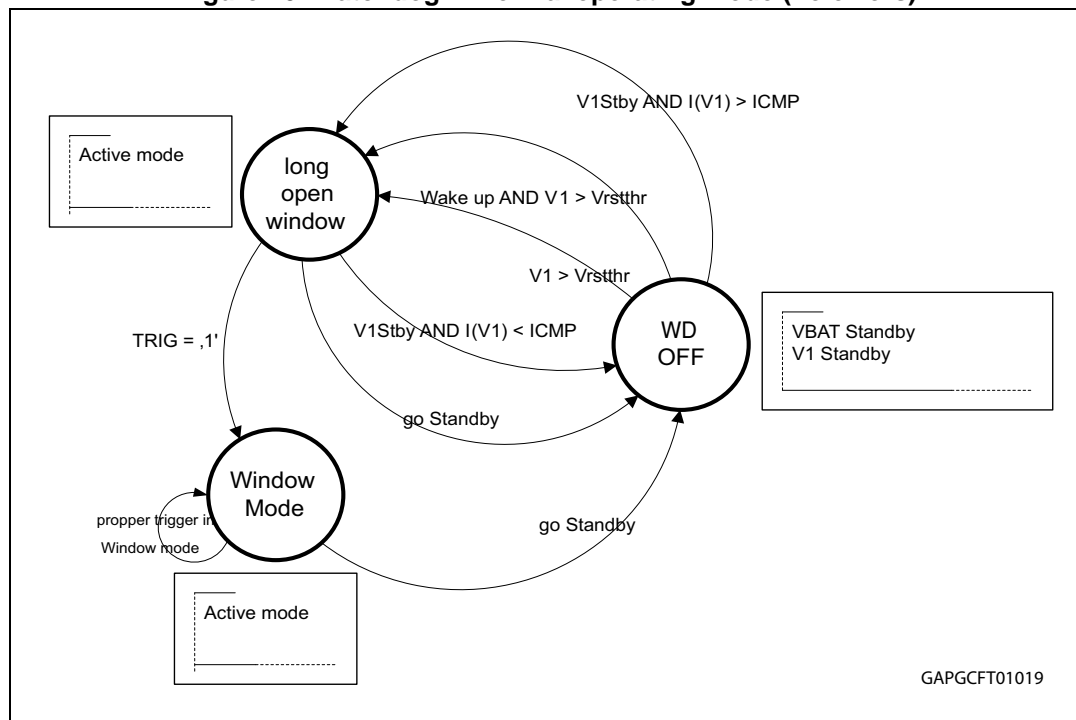 V1Stby AND I(V1) > ICMP
Active mode
long
open
window
Wake up AND V1 > Vrstthr
V1 > Vrstthr
TRIG = ,1'
V1Stby AND I(V1) < ICMP
WD
OFF
VBAT Standby
V1 Standby
go Standby
Window
Mode
propper trigger in
Window mode
go Standby
Active mode
GAPGCFT01019